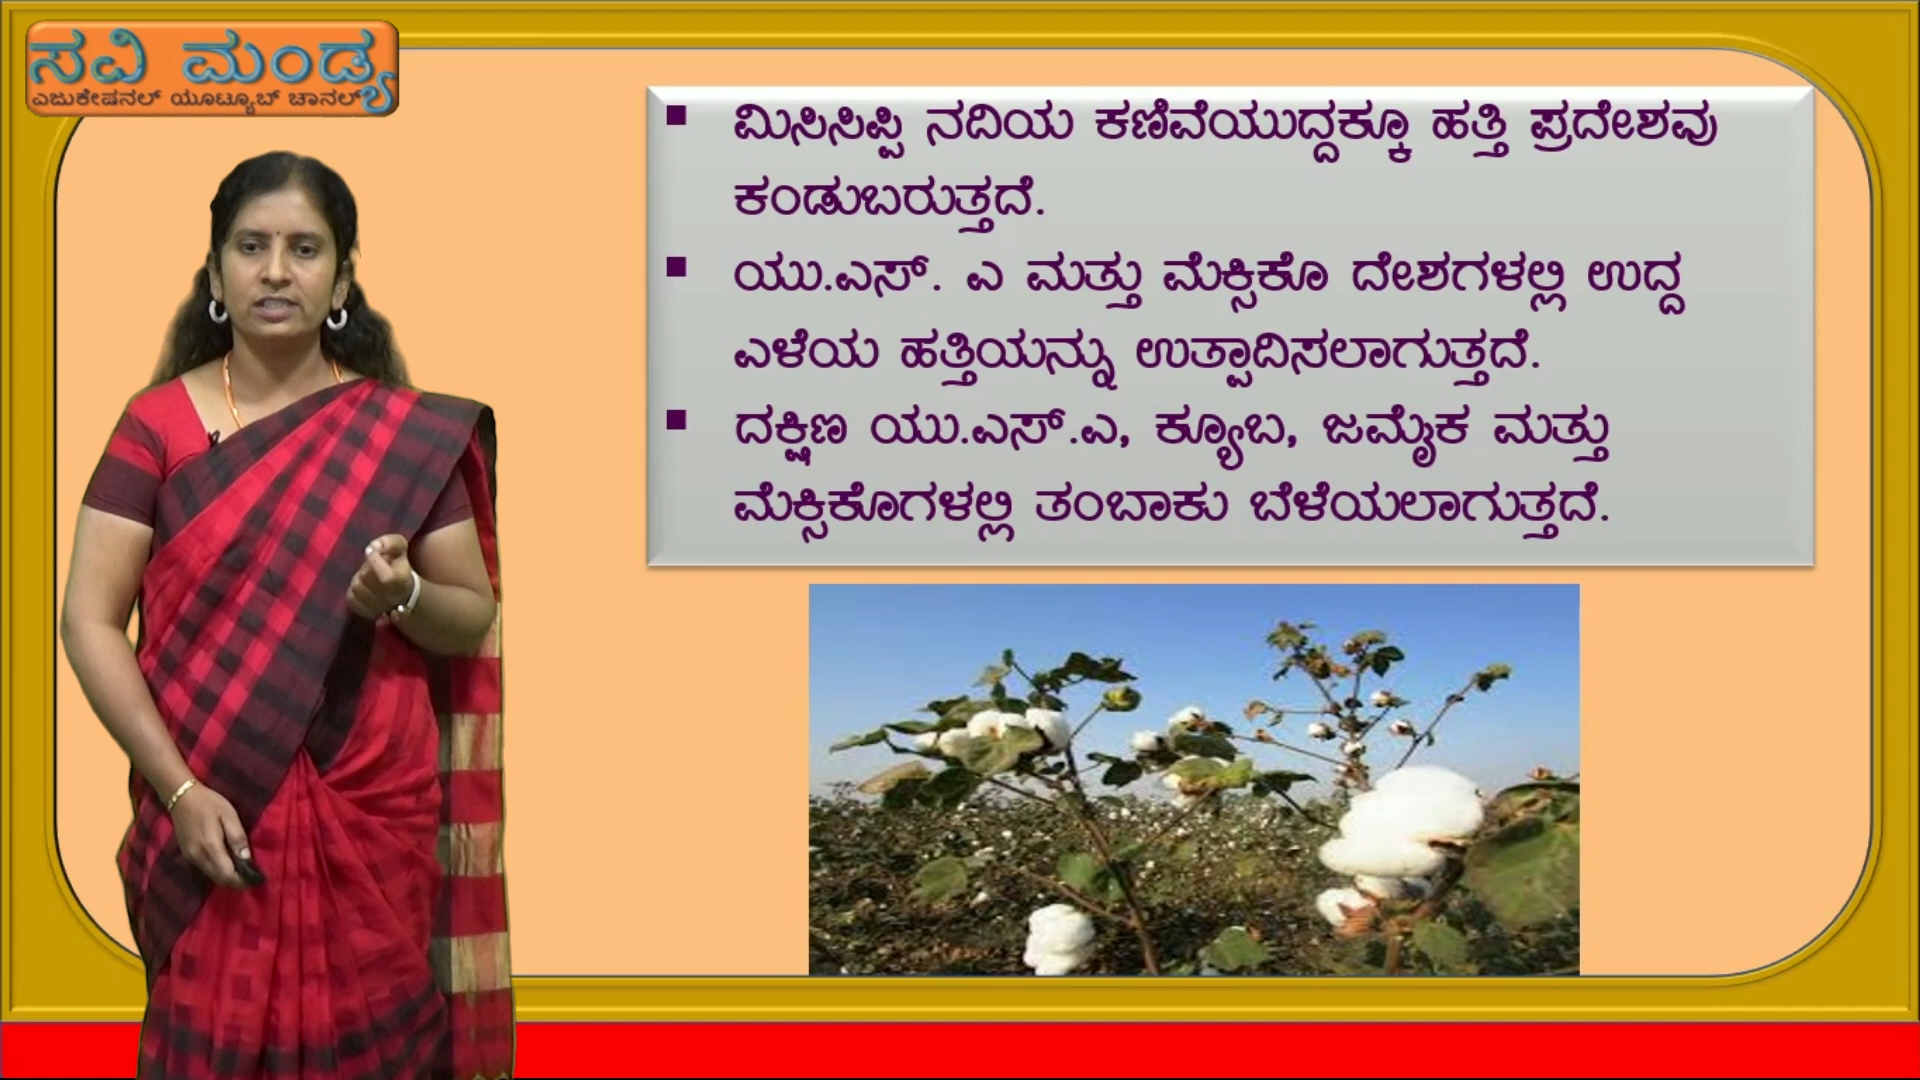 ಸವಿ ಮಂಡ್ಯ
ಎಜುಕೇಷನಲ್ ಯೂಟ್ಯೂಬ್ ಚಾನಲ್
ಮಿಸಿಸಿಪ್ಪಿ ನದಿಯ ಕಣಿವೆಯುದ್ದಕ್ಕೂ ಹತ್ತಿ ಪ್ರದೇಶವು
ಕಂಡುಬರುತ್ತದೆ.
ಯು.ಎಸ್. ಎ ಮತ್ತು ಮೆಕ್ಸಿಕೊ ದೇಶಗಳಲ್ಲಿ ಉದ್ದ
ಎಳೆಯ ಹತ್ತಿಯನ್ನು ಉತ್ಪಾದಿಸಲಾಗುತ್ತದೆ.
ದಕ್ಷಿಣ ಯು.ಎಸ್.ಎ, ಕ್ಯೂಬ, ಜಮೈಕ ಮತ್ತು
ಮೆಕ್ಸಿಕೊಗಳಲ್ಲಿ ತಂಬಾಕು ಬೆಳೆಯಲಾಗುತ್ತದೆ.